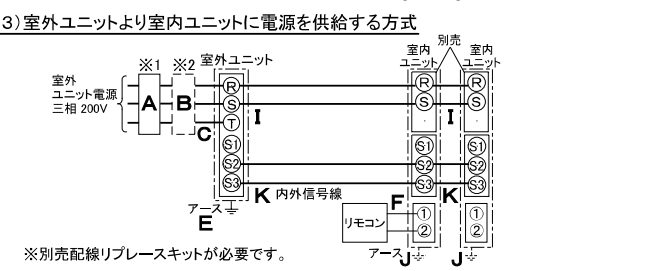 3)室外ユニットより室内ユニットに電源を供給する方式
別売
※1 ※2 室外ユニット 室内ユニット 室内ユニット
室外ユニット電源 三相 200V
A B C
R R R
S S S
T
I I
S1 S1 S1
S2 S2 S2
S3 S3 S3
K 内外信号線 K
アース
E
F
リモコン
① ①
② ②
アース J J
※別売配線リプレースキットが必要です。